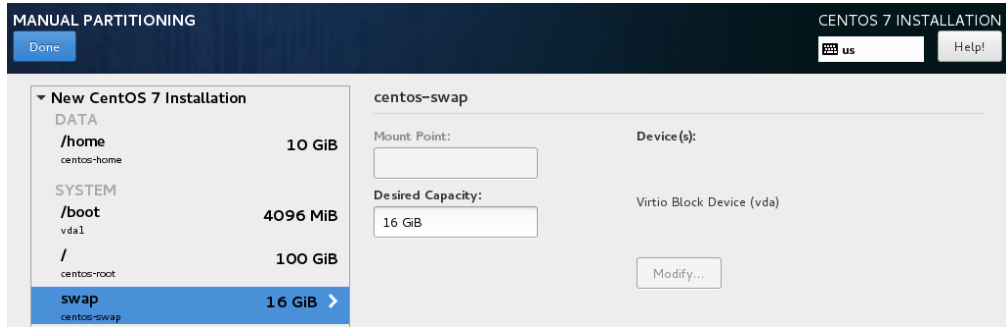 MANUAL PARTITIONING
CENTOS 7 INSTALLATION
Done
us
Help!
New CentOS 7 Installation
DATA
/home
10 GiB
centos-home
SYSTEM
/boot
4096 MiB
vda1
/
100 GiB
centos-root
swap
16 GiB
centos-swap
centos-swap
Mount Point:
Desired Capacity:
16 GiB
Device(s):
Virtio Block Device (vda)
Modify...